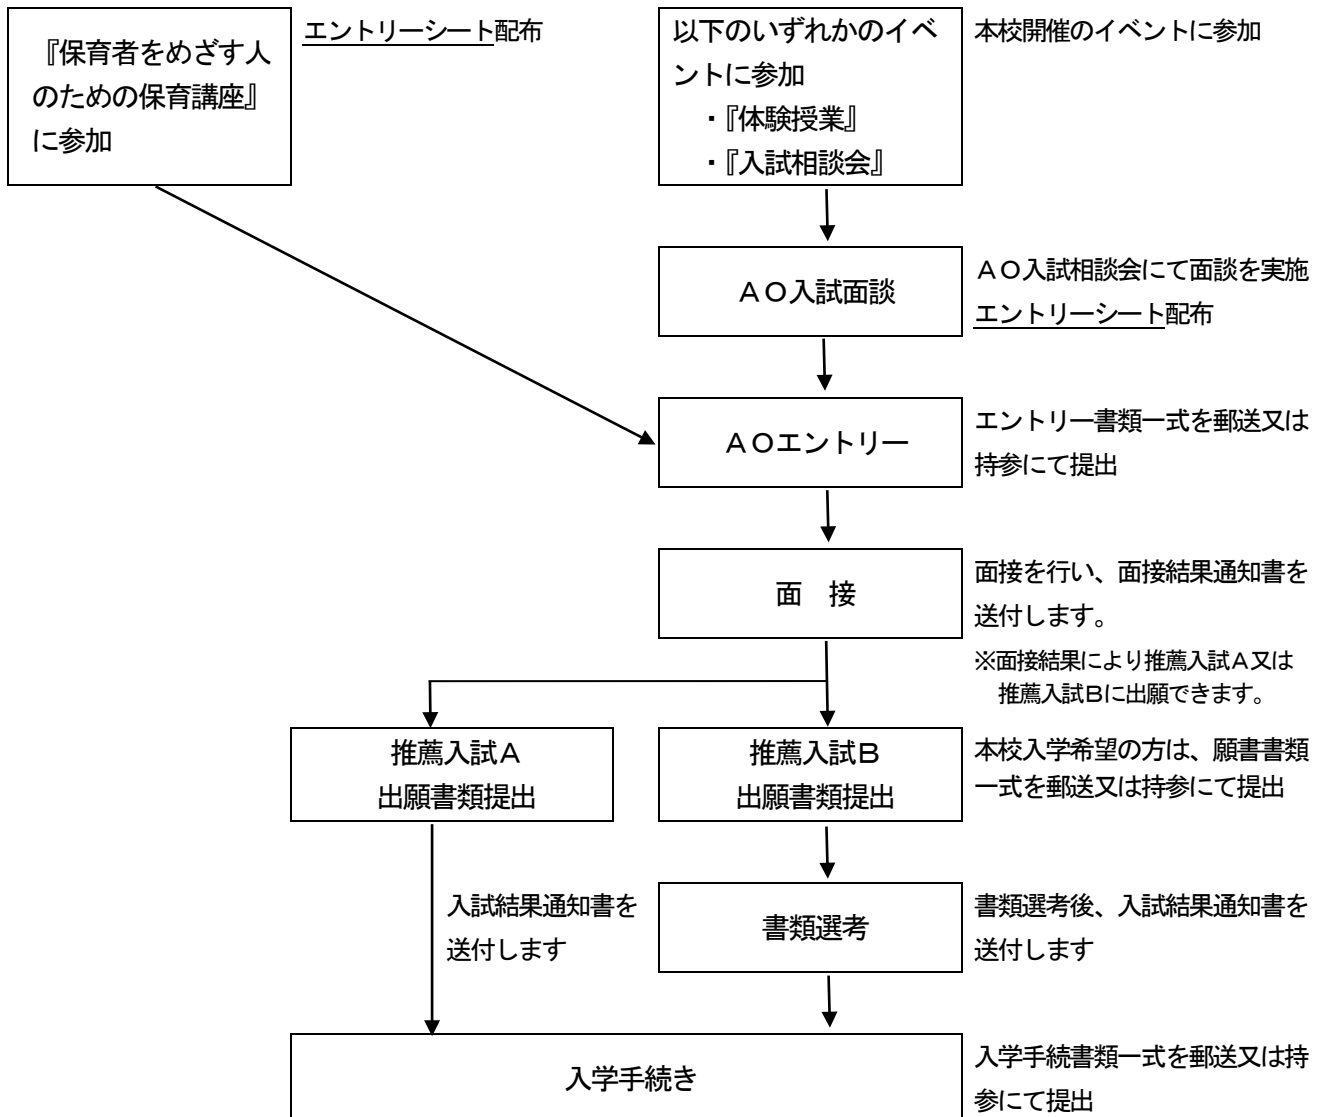 『保育者をめざす人
のための保育講座』
に参加
エントリーシート配布
以下のいずれかのイベ
ントに参加
・『体験授業』
・『入試相談会』
本校開催のイベントに参加
ＡＯ入試面談
ＡＯ入試相談会にて面談を実施
エントリーシート配布
ＡＯエントリー
エントリー書類一式を郵送又は
持参にて提出
面　接
面接を行い、面接結果通知書を
送付します。
※面接結果により推薦入試Ａ又は
推薦入試Ｂに出願できます。
推薦入試Ａ
出願書類提出
推薦入試Ｂ
出願書類提出
本校入学希望の方は、願書書類
一式を郵送又は持参にて提出
入試結果通知書を
送付します
書類選考
書類選考後、入試結果通知書を
送付します
入学手続き
入学手続書類一式を郵送又は持
参にて提出